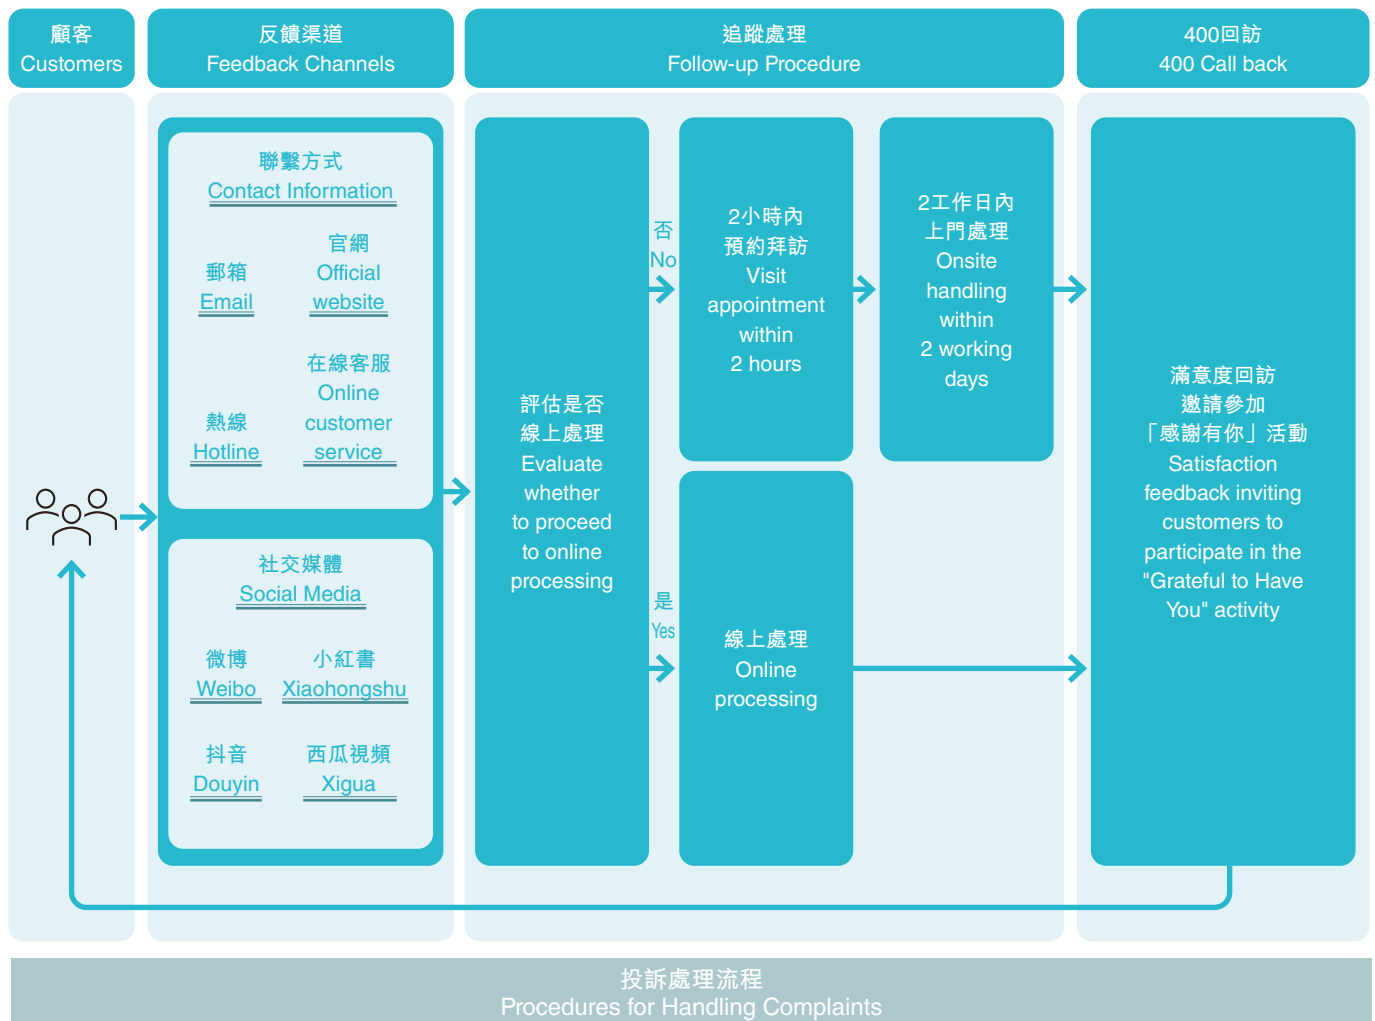 顧客
Customers
反饋渠道
Feedback Channels
追蹤處理
Follow-up Procedure
400回訪
400 Call back
聯繫方式
Contact Information
郵箱
Email
官網
Official
website
熱線
Hotline
在線客服
Online
customer
service
社交媒體
Social Media
微博
Weibo
小紅書
Xiaohongshu
抖音
Douyin
西瓜視頻
Xigua
評估是否
線上處理
Evaluate
whether
to proceed
to online
processing
否
No
2小時內
預約拜訪
Visit
appointment
within
2 hours
2工作日內
上門處理
Onsite
handling
within
2 working
days
是
Yes
線上處理
Online
processing
滿意度回訪
邀請參加
「感謝有你」活動
Satisfaction
feedback inviting
customers to
participate in the
"Grateful to Have
You" activity
投訴處理流程
Procedures for Handling Complaints